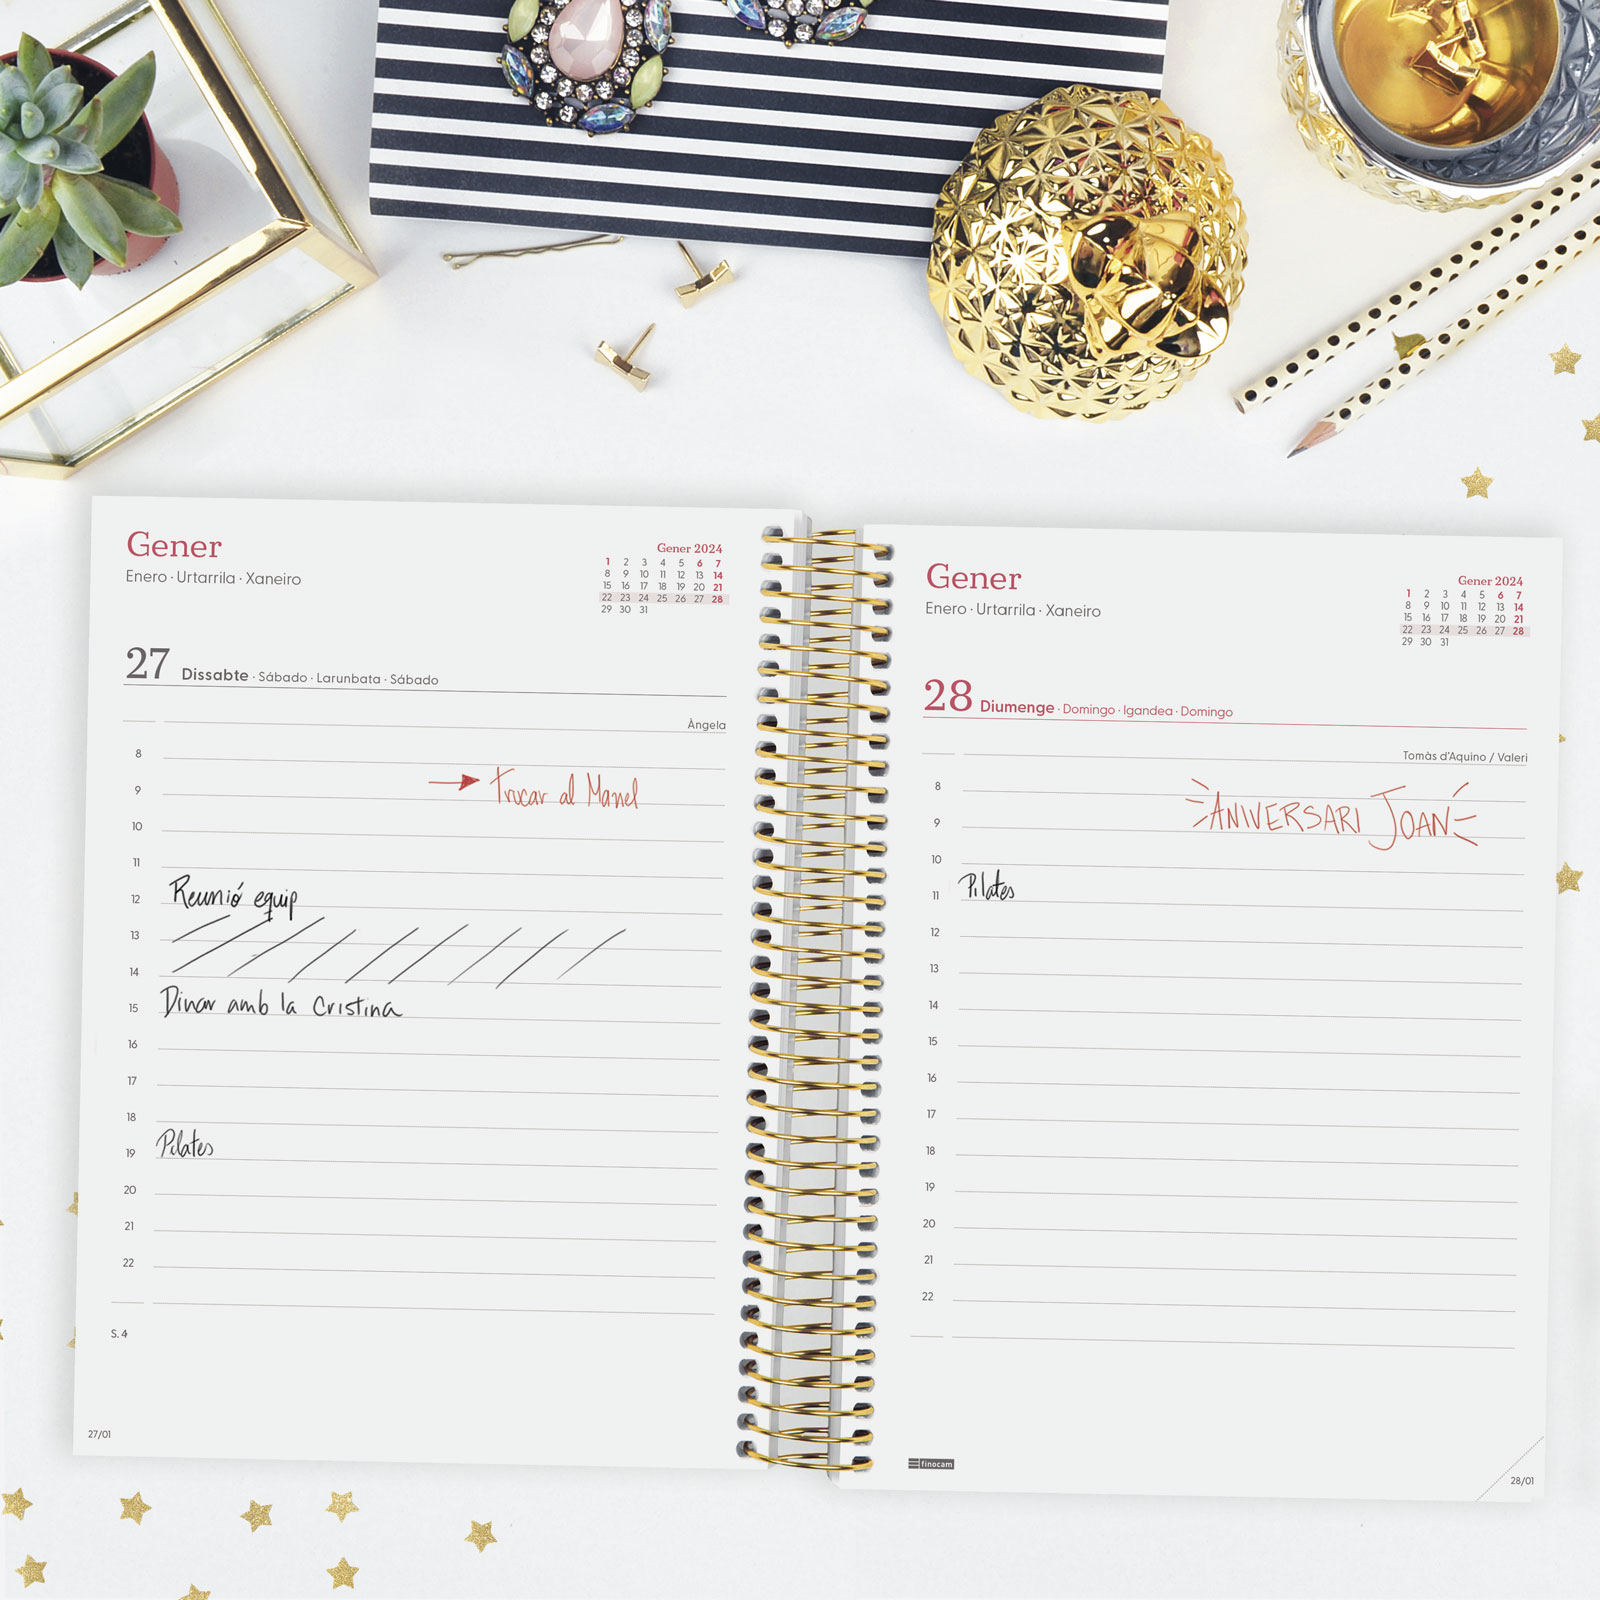 Gener
Enero · Urtarrila · Xaneiro
Gener 2024
1 2 3 4 5 6 7
8 9 10 11 12 13 14
15 16 17 18 19 20 21
22 23 24 25 26 27 28
29 30 31
27 Dissabte · Sábado · Larunbata · Sábado
Àngela
8
9 Trucar al Manel
10
11
12 Reunió equip
13
14
15 Dinar amb la Cristina
16
17
18
19 Pilates
20
21
22
S. 4
27/01
Gener
Enero · Urtarrila · Xaneiro
Gener 2024
1 2 3 4 5 6 7
8 9 10 11 12 13 14
15 16 17 18 19 20 21
22 23 24 25 26 27 28
29 30 31
28 Diumenge · Domingo · Igandea · Domingo
Tomàs d'Aquino / Valeri
8
9 ANIVERSARI JOAN
10
11 Pilates
12
13
14
15
16
17
18
19
20
21
22
finocam
28/01